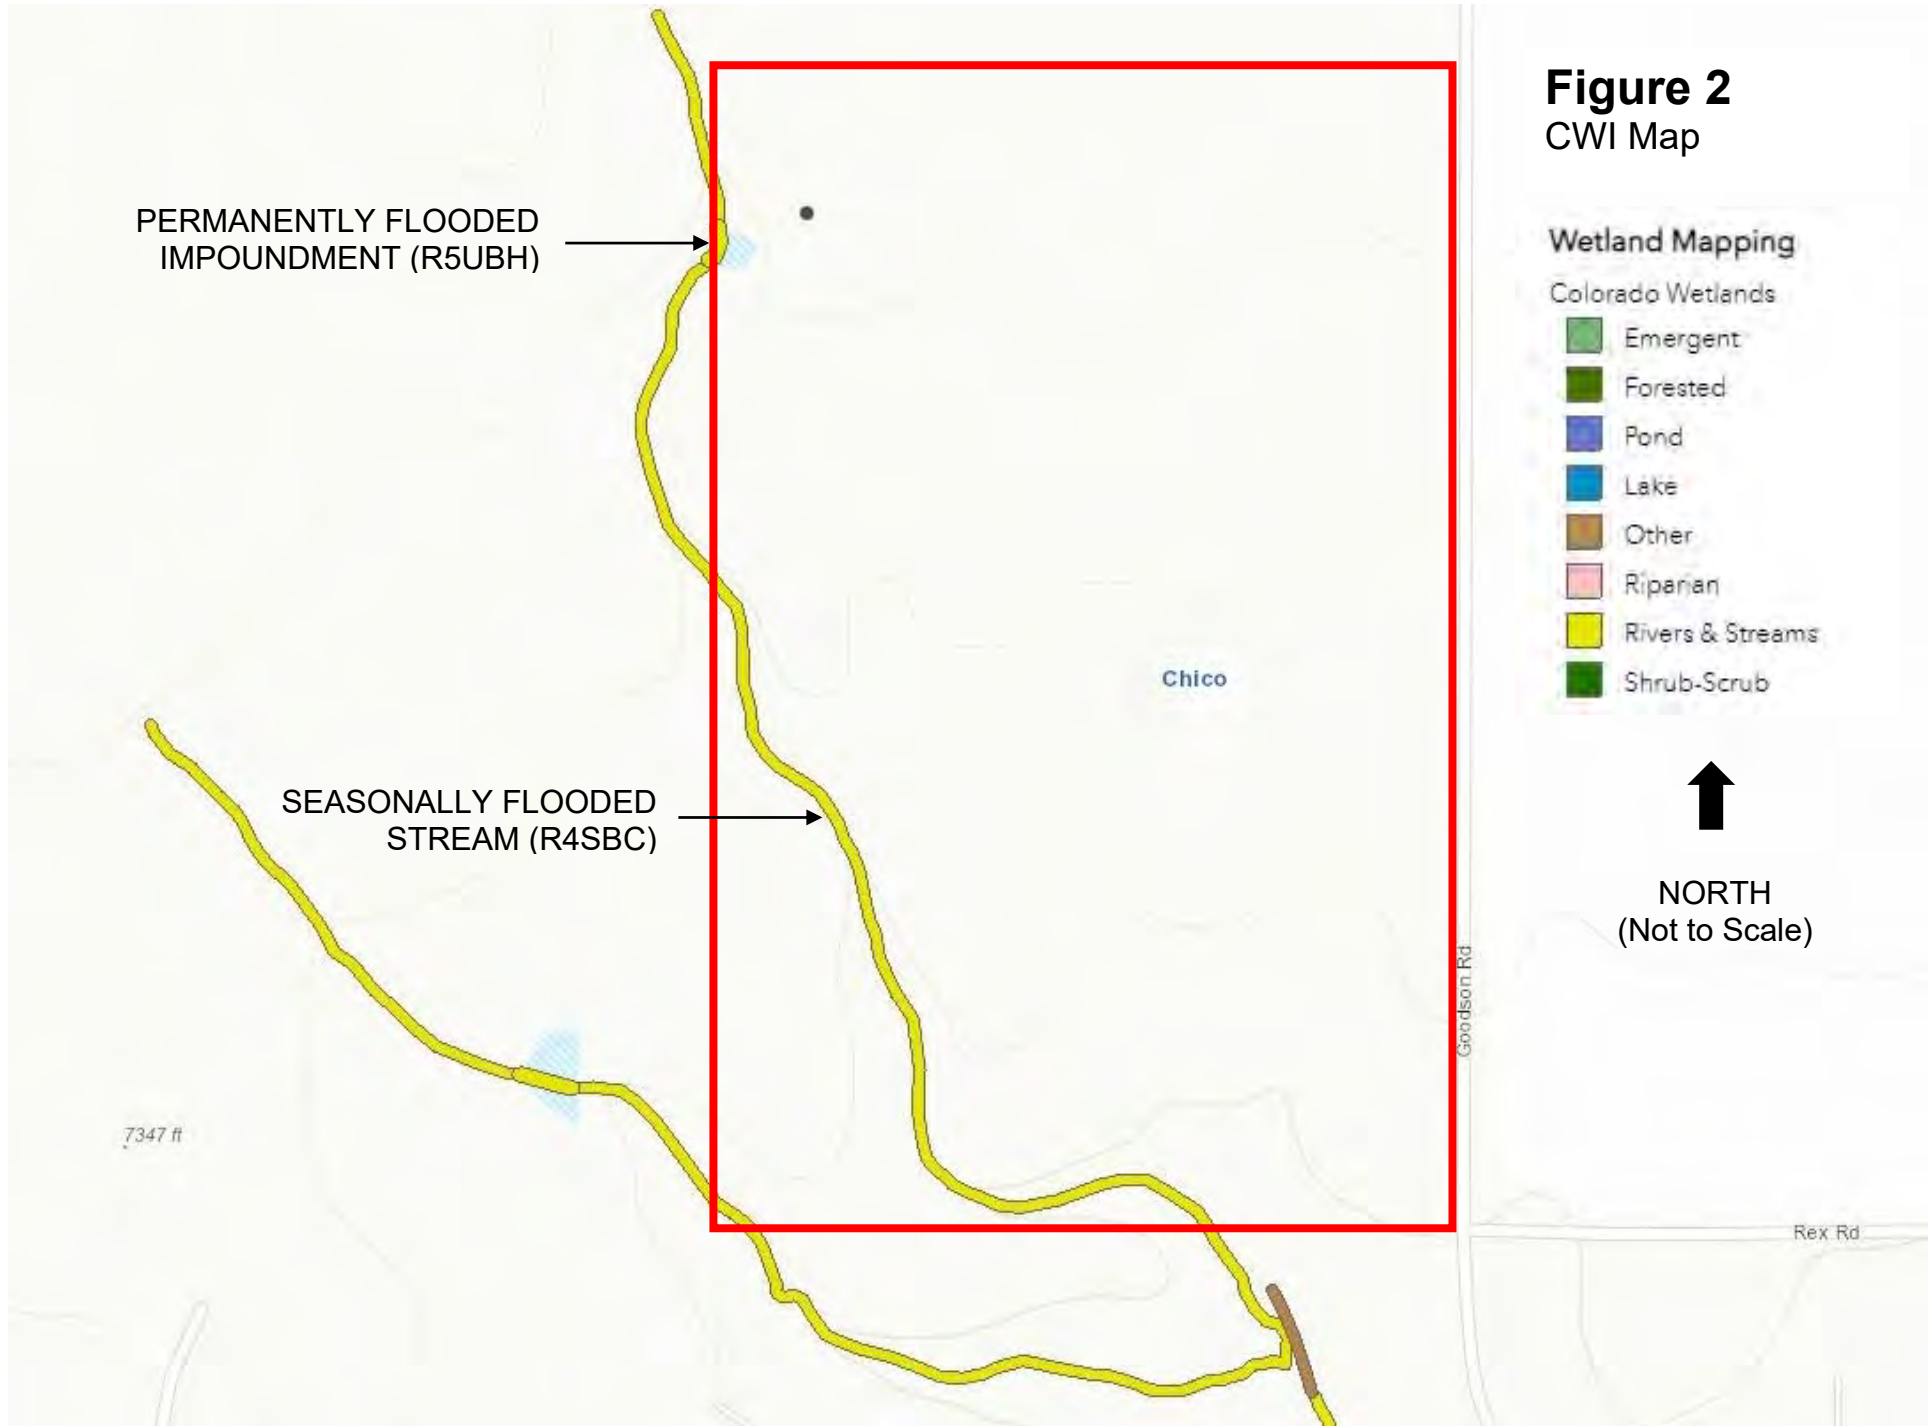 Figure 2
CWI Map
PERMANENTLY FLOODED
IMPOUNDMENT (R5UBH)
Wetland Mapping
Colorado Wetlands
Emergent
Forested
Pond
Lake
Other
Riparian
Rivers & Streams
Shrub-Scrub
Chico
SEASONALLY FLOODED
STREAM (R4SBC)
NORTH
(Not to Scale)
Goodson Rd
7347 ft
Rex Rd